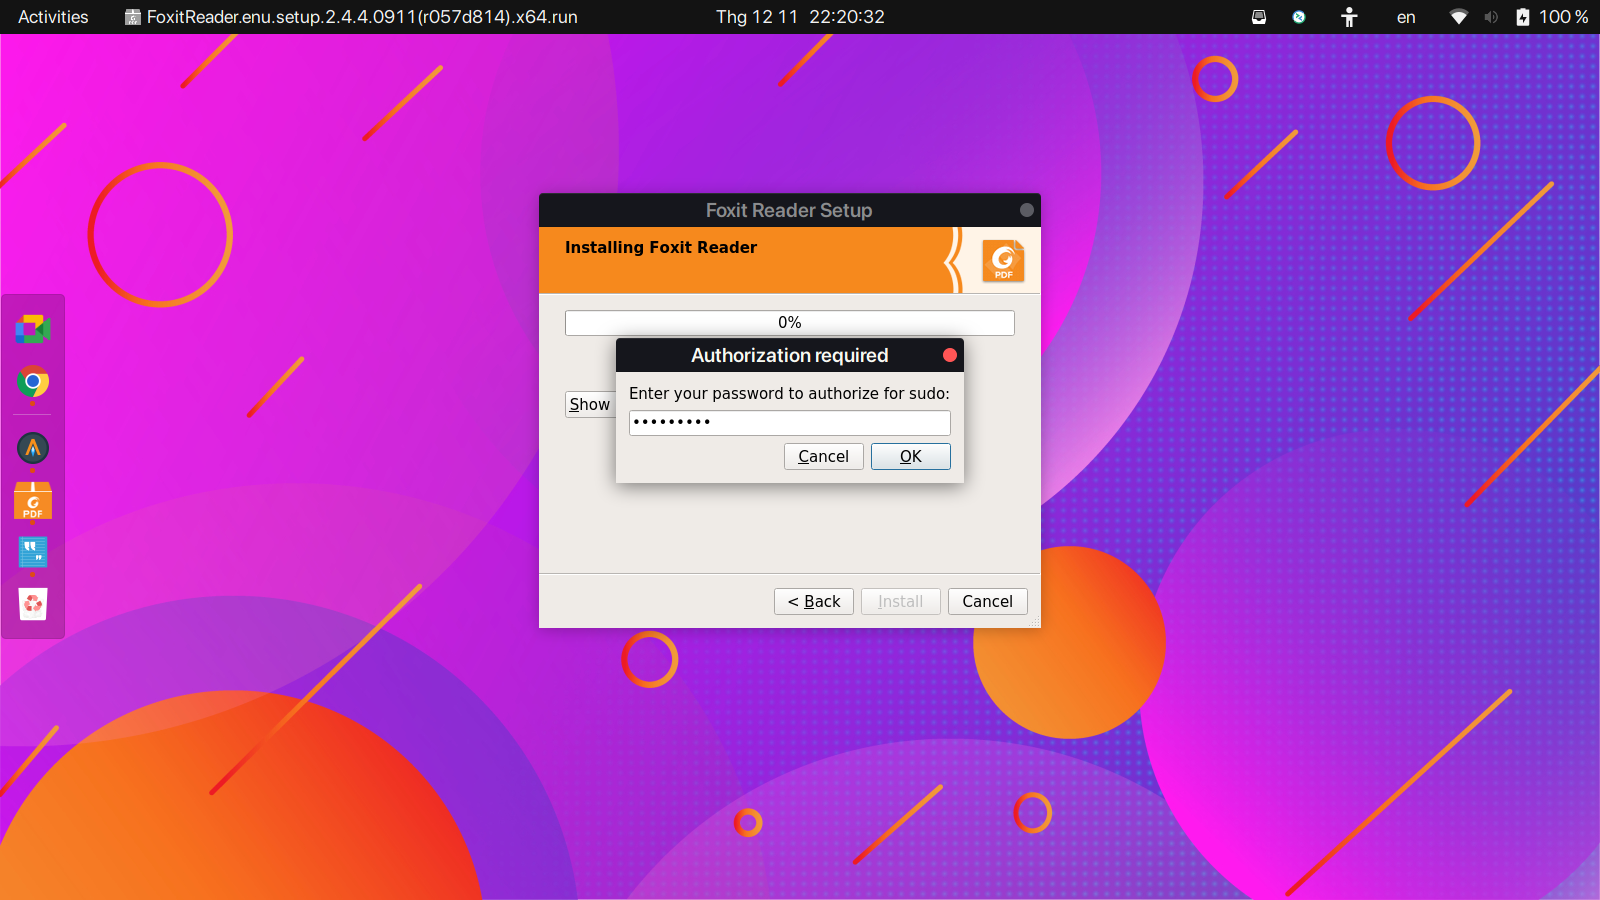 Activities FoxitReader.enu.setup.2.4.4.0911(r057d814).x64.run Thg 12 11 22:20:32 en 100 %
Foxit Reader Setup
Installing Foxit Reader
PDF
0%
Authorization required
Enter your password to authorize for sudo:
Show
•••••••••
Cancel OK
PDF
< Back Install Cancel